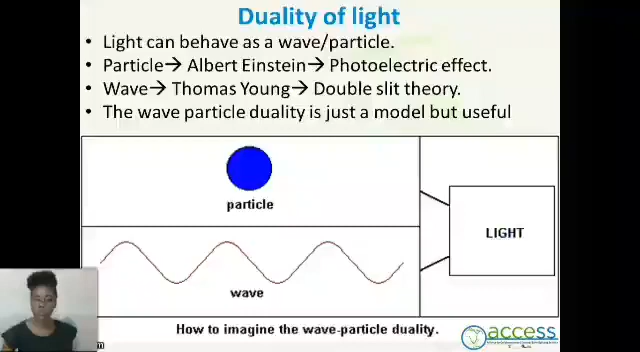 Duality of light
• Light can behave as a wave/particle.
• Particle→ Albert Einstein→ Photoelectric effect.
• Wave→ Thomas Young→ Double slit theory.
• The wave particle duality is just a model but useful
particle
LIGHT
wave
How to imagine the wave-particle duality.
access